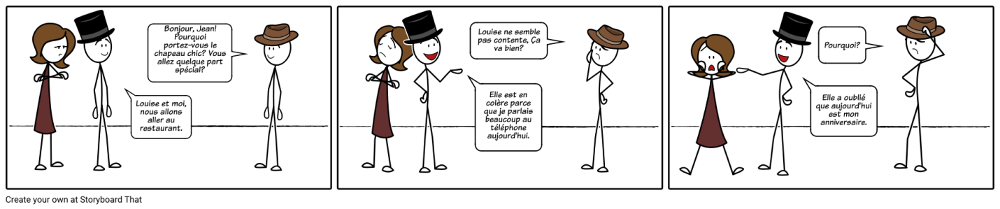 Bonjour, Jean!
Pourquoi
portez-vous le
chapeau chic? Vous
allez quelque part
spécial?
Louise et moi,
nous allons
aller au
restaurant.
Louise ne semble
pas contente, Ça
va bien?
Elle est en
colère parce
que je parlais
beaucoup au
téléphone
aujourd'hui.
Pourquoi?
Elle a oublié
que aujourd'hui
est mon
anniversaire.
Create your own at Storyboard That